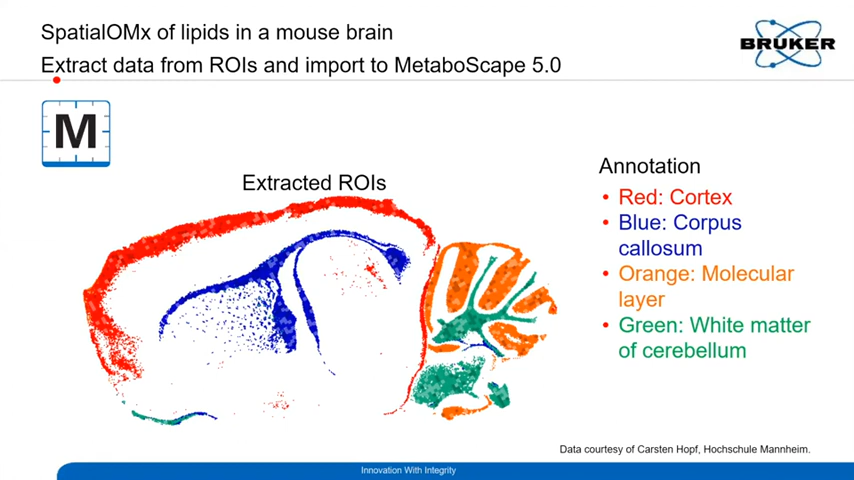 SpatialOMx of lipids in a mouse brain
Extract data from ROIs and import to MetaboScape 5.0
BRUKER
M
Extracted ROIs
Annotation
• Red: Cortex
• Blue: Corpus
callosum
• Orange: Molecular
layer
• Green: White matter
of cerebellum
Data courtesy of Carsten Hopf, Hochschule Mannheim.
Innovation With Integrity